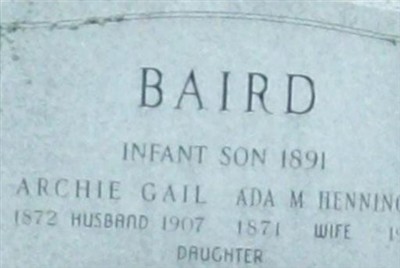 BAIRD
INFANT SON 1891
ARCHIE GAIL ADA M HENNING
1872 HUSBAND 1907 1871 WIFE
DAUGHTER